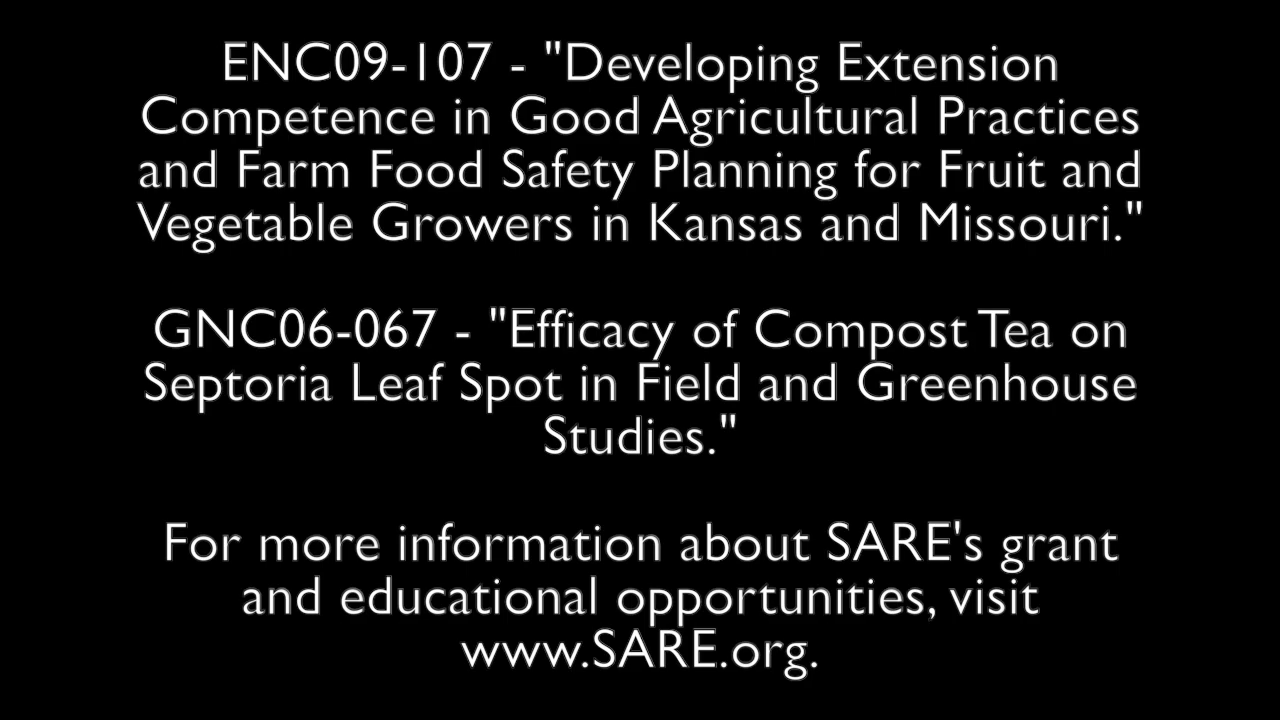 ENC09-107 - "Developing Extension
Competence in Good Agricultural Practices
and Farm Food Safety Planning for Fruit and
Vegetable Growers in Kansas and Missouri."
GNC06-067 - "Efficacy of Compost Tea on
Septoria Leaf Spot in Field and Greenhouse
Studies."
For more information about SARE's grant
and educational opportunities, visit
www.SARE.org.